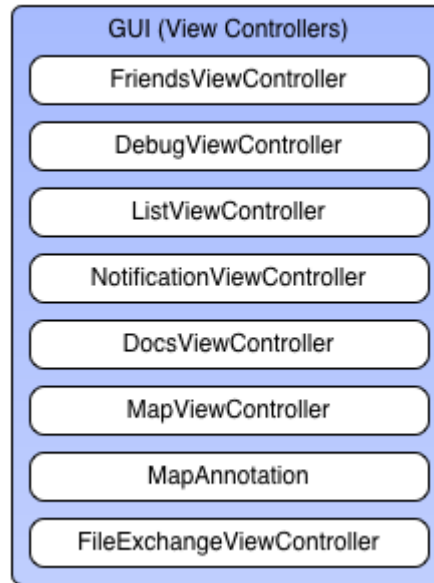 GUI (View Controllers)
FriendsViewController
DebugViewController
ListViewController
NotificationViewController
DocsViewController
MapViewController
MapAnnotation
FileExchangeViewController